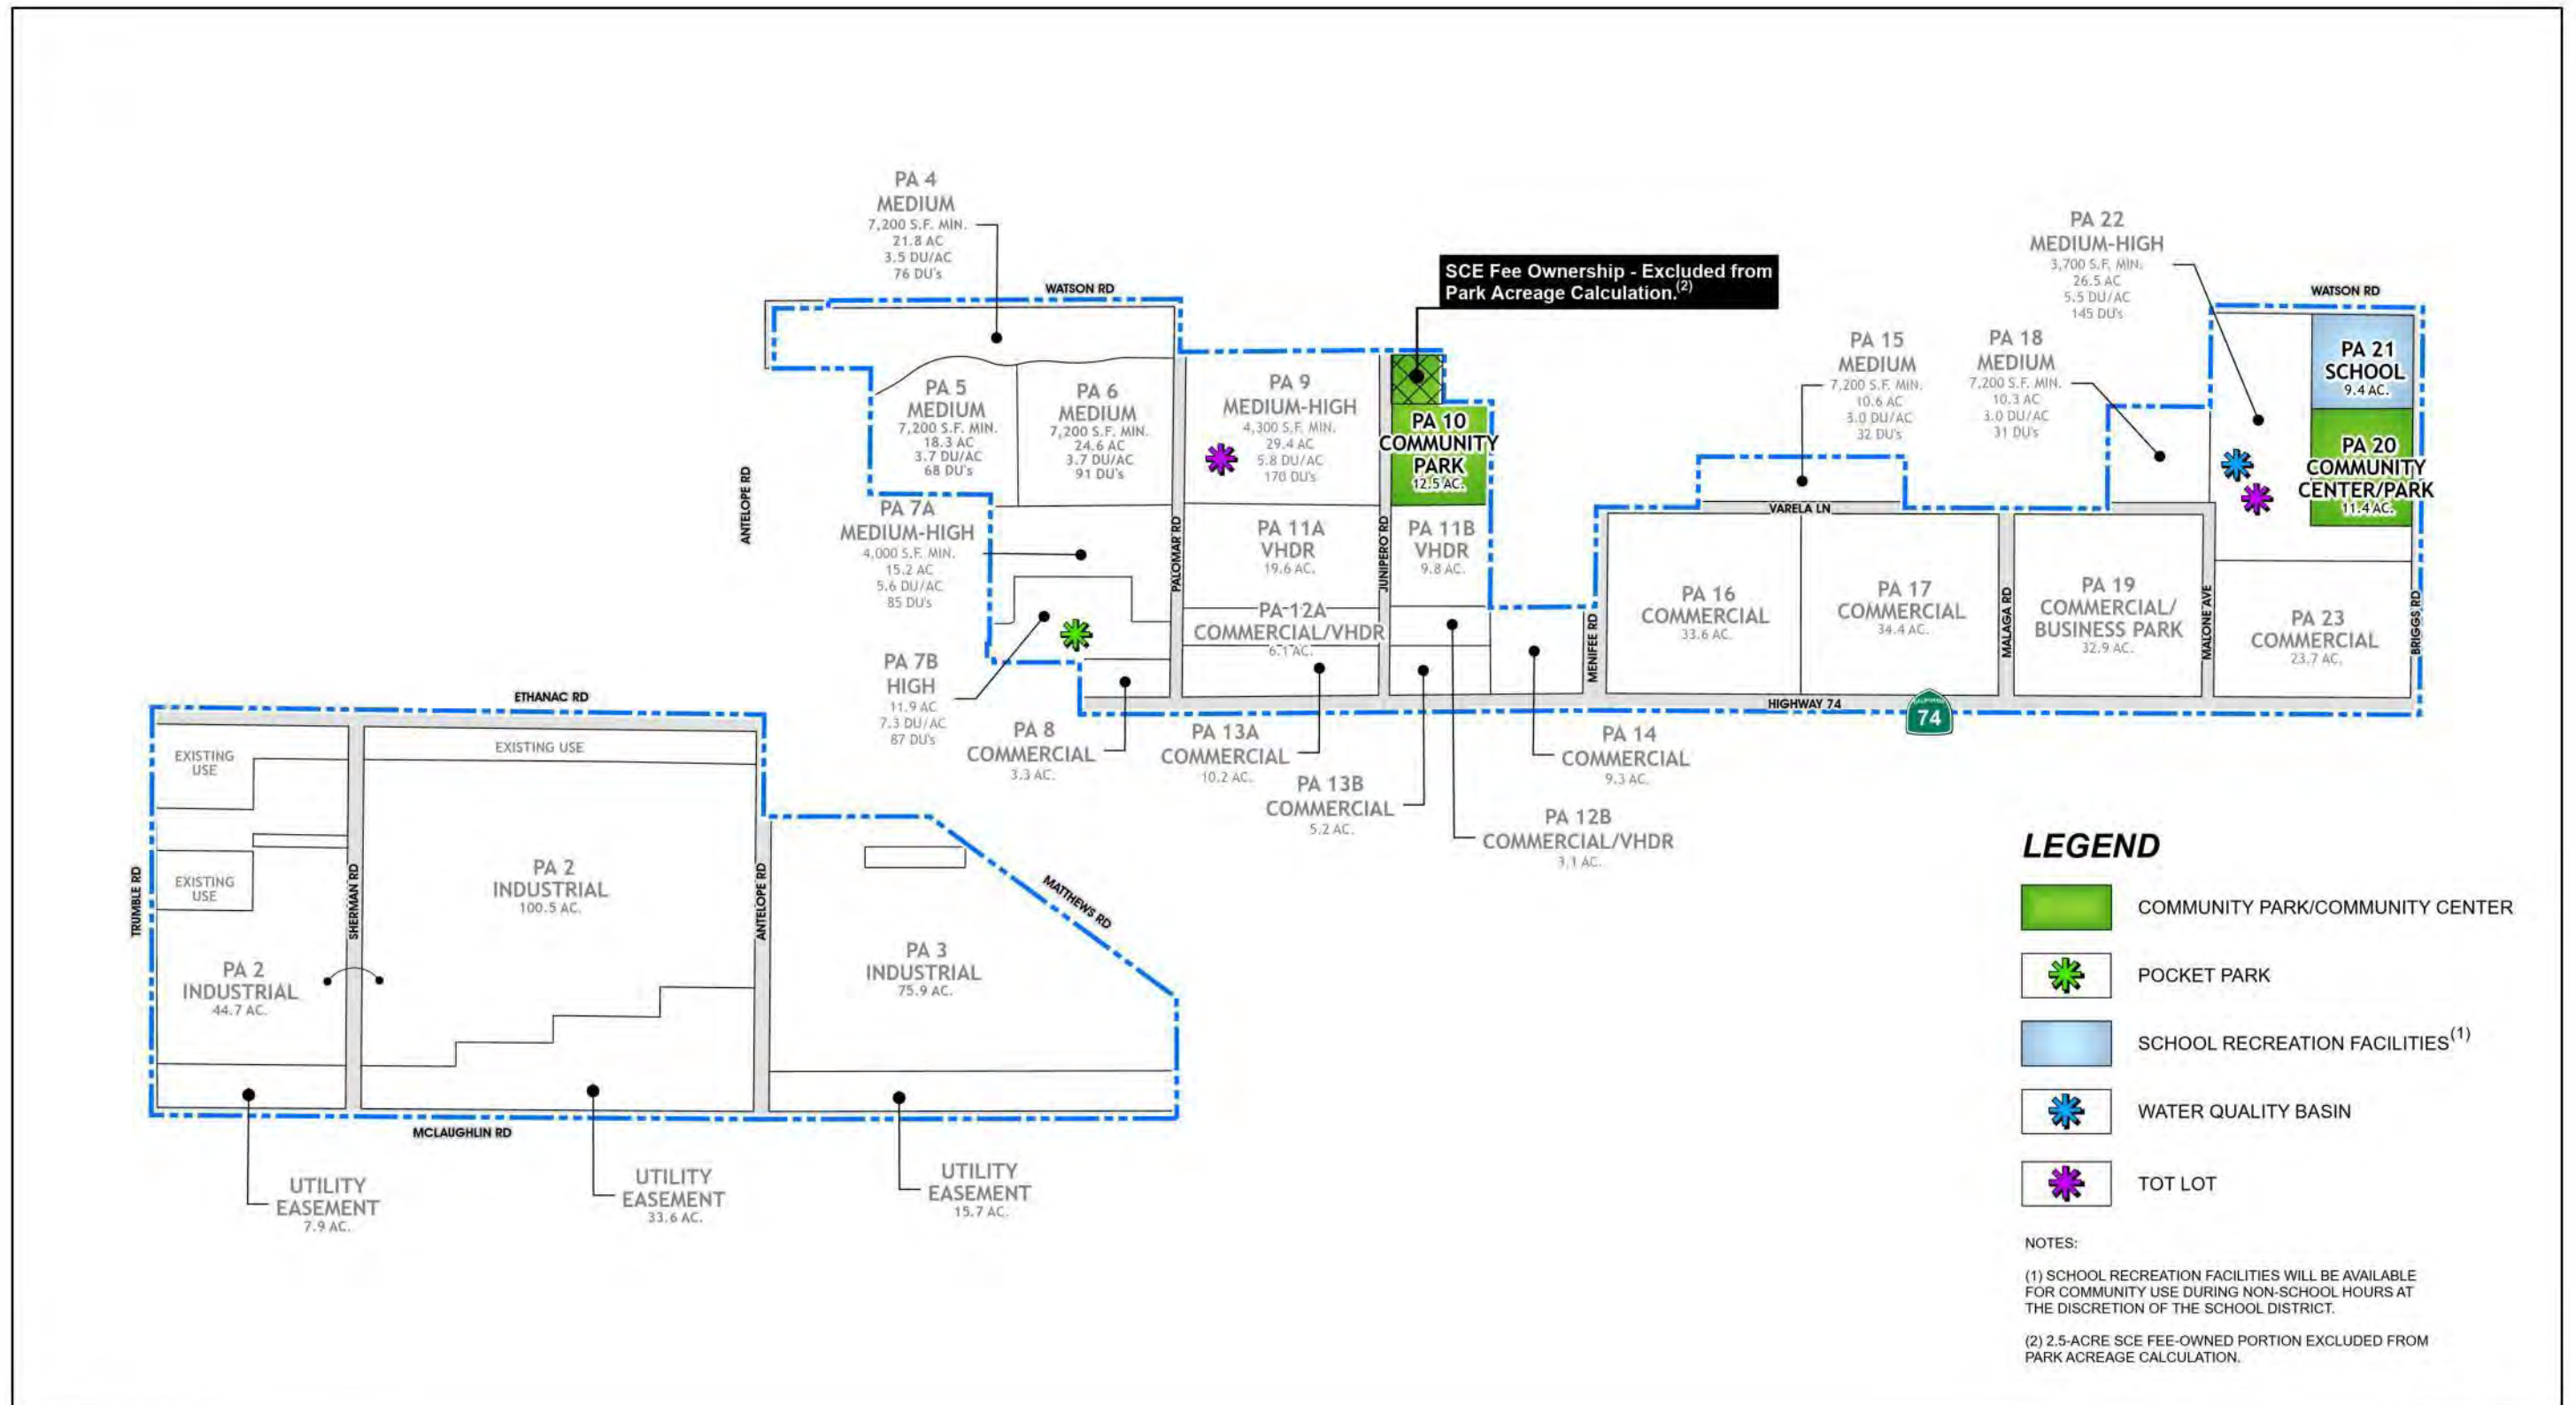 PA 4
MEDIUM
7,200 S.F. MIN.
21.8 AC
3.5 DU/AC
76 DU's
WATSON RD
SCE Fee Ownership - Excluded from
Park Acreage Calculation.(2)
PA 22
MEDIUM-HIGH
3,700 S.F. MIN.
26.5 AC
5.5 DU/AC
145 DU's
WATSON RD
PA 5
MEDIUM
7,200 S.F. MIN.
18.3 AC
3.7 DU/AC
68 DU's
PA 6
MEDIUM
7,200 S.F. MIN.
24.6 AC
3.7 DU/AC
91 DU's
PA 9
MEDIUM-HIGH
4,300 S.F. MIN.
29.4 AC
5.8 DU/AC
170 DU's
PA 10
COMMUNITY
PARK
12.5 AC.
PA 15
MEDIUM
7,200 S.F. MIN.
10.6 AC
3.0 DU/AC
32 DU's
PA 18
MEDIUM
7,200 S.F. MIN.
10.3 AC
3.0 DU/AC
31 DU's
PA 21
SCHOOL
9.4 AC.
PA 20
COMMUNITY
CENTER/PARK
11.4 AC.
ANTELOPE RD
PA 7A
MEDIUM-HIGH
4,000 S.F. MIN.
15.2 AC
5.6 DU/AC
85 DU's
PALOMAR RD
PA 11A
VHDR
19.6 AC.
JUNIPERO RD
PA 11B
VHDR
9.8 AC.
VARELA LN
PA 12A
COMMERCIAL/VHDR
6.1 AC.
MENIFEE RD
PA 16
COMMERCIAL
33.6 AC.
PA 17
COMMERCIAL
34.4 AC.
MALAGA RD
PA 19
COMMERCIAL/
BUSINESS PARK
32.9 AC.
MALONE AVE
PA 23
COMMERCIAL
23.7 AC.
BRIGGS RD
PA 7B
HIGH
11.9 AC
7.3 DU/AC
87 DU's
PA 8
COMMERCIAL
3.3 AC.
PA 13A
COMMERCIAL
10.2 AC.
PA 13B
COMMERCIAL
5.2 AC.
PA 14
COMMERCIAL
9.3 AC.
PA 12B
COMMERCIAL/VHDR
3.1 AC.
HIGHWAY 74
74
ETHANAC RD
EXISTING
USE
EXISTING USE
EXISTING
USE
TRUMBLE RD
SHERMAN RD
PA 2
INDUSTRIAL
100.5 AC.
ANTELOPE RD
MATTHEWS RD
PA 2
INDUSTRIAL
44.7 AC.
PA 3
INDUSTRIAL
75.9 AC.
MCLAUGHLIN RD
UTILITY
EASEMENT
7.9 AC.
UTILITY
EASEMENT
33.6 AC.
UTILITY
EASEMENT
15.7 AC.
LEGEND
COMMUNITY PARK/COMMUNITY CENTER
POCKET PARK
SCHOOL RECREATION FACILITIES(1)
WATER QUALITY BASIN
TOT LOT
NOTES:
(1) SCHOOL RECREATION FACILITIES WILL BE AVAILABLE
FOR COMMUNITY USE DURING NON-SCHOOL HOURS AT
THE DISCRETION OF THE SCHOOL DISTRICT.
(2) 2.5-ACRE SCE FEE-OWNED PORTION EXCLUDED FROM
PARK ACREAGE CALCULATION.